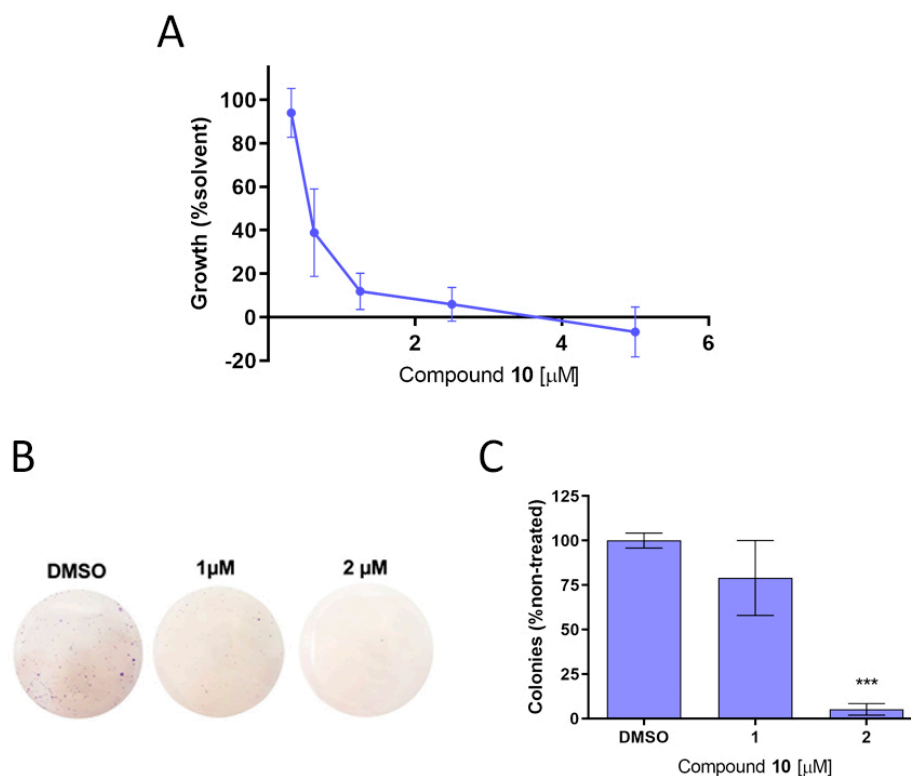 A
Growth (%solvent)
100
80
60
40
20
0
-20
2
4
6
Compound 10 [μM]
B
DMSO
1μM
2 μM
C
Colonies (%non-treated)
125
100
75
50
25
0
***
DMSO
1
2
Compound 10 [μM]